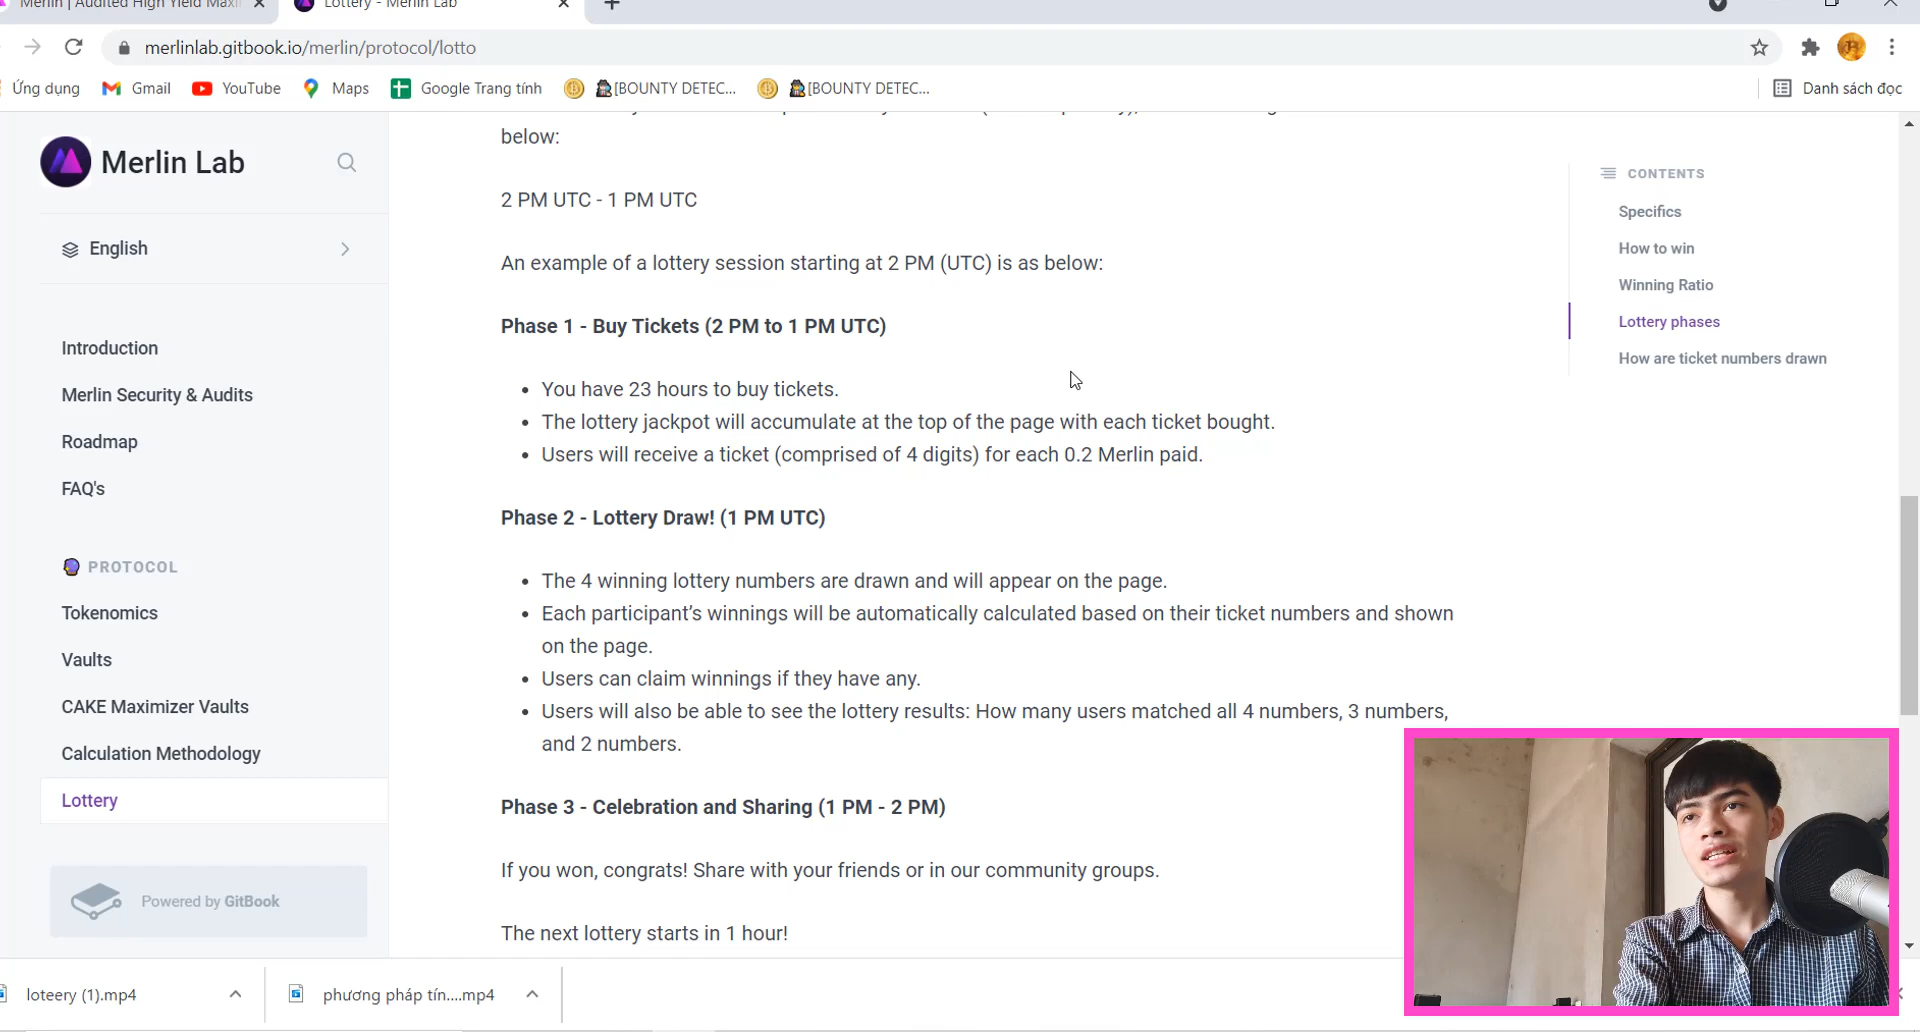 Merlin | Audited High Yield Maxi
Lottery - Merlin Lab
merlinlab.gitbook.io/merlin/protocol/lotto
Ứng dụng
Gmail
YouTube
Maps
Google Trang tính
[BOUNTY DETEC...
[BOUNTY DETEC...
Danh sách đọc
Merlin Lab
English
Introduction
Merlin Security & Audits
Roadmap
FAQ's
PROTOCOL
Tokenomics
Vaults
CAKE Maximizer Vaults
Calculation Methodology
Lottery
Powered by GitBook
below:
2 PM UTC - 1 PM UTC
An example of a lottery session starting at 2 PM (UTC) is as below:
Phase 1 - Buy Tickets (2 PM to 1 PM UTC)
• You have 23 hours to buy tickets.
• The lottery jackpot will accumulate at the top of the page with each ticket bought.
• Users will receive a ticket (comprised of 4 digits) for each 0.2 Merlin paid.
Phase 2 - Lottery Draw! (1 PM UTC)
• The 4 winning lottery numbers are drawn and will appear on the page.
• Each participant’s winnings will be automatically calculated based on their ticket numbers and shown
on the page.
• Users can claim winnings if they have any.
• Users will also be able to see the lottery results: How many users matched all 4 numbers, 3 numbers,
and 2 numbers.
Phase 3 - Celebration and Sharing (1 PM - 2 PM)
If you won, congrats! Share with your friends or in our community groups.
The next lottery starts in 1 hour!
CONTENTS
Specifics
How to win
Winning Ratio
Lottery phases
How are ticket numbers drawn
loteery (1).mp4
phương pháp tín....mp4